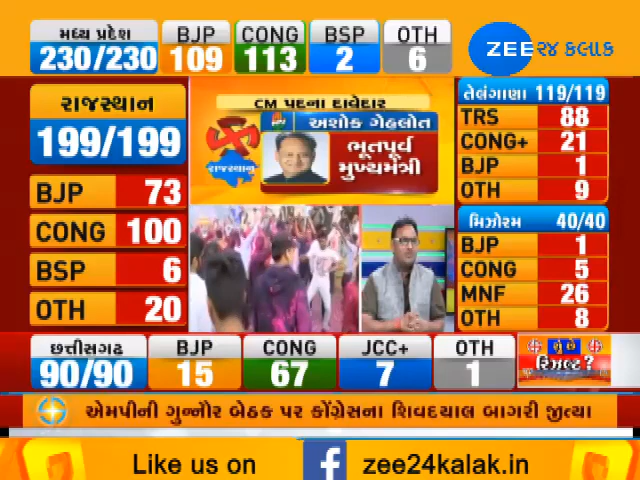 મધ્ય પ્રદેશ
230/230
BJP
109
CONG
113
BSP
2
OTH
6
ZEE ૨૪ કલાક
રાજસ્થાન
199/199
BJP 73
CONG 100
BSP 6
OTH 20
CM પદના દાવેદાર
રાજસ્થાન
અશોક ગેહલોત
ભૂતપૂર્વ
મુખ્યમંત્રી
તેલંગાણા 119/119
TRS 88
CONG+ 21
BJP 1
OTH 9
મિઝોરમ 40/40
BJP 1
CONG 5
MNF 26
OTH 8
છત્તીસગઢ
90/90
BJP
15
CONG
67
JCC+
7
OTH
1
શું છે
રિઝલ્ટ?
એમપીની ગુન્નૌર બેઠક પર કોંગ્રેસના શિવદયાલ બાગરી જીત્યા
Like us on f zee24kalak.in